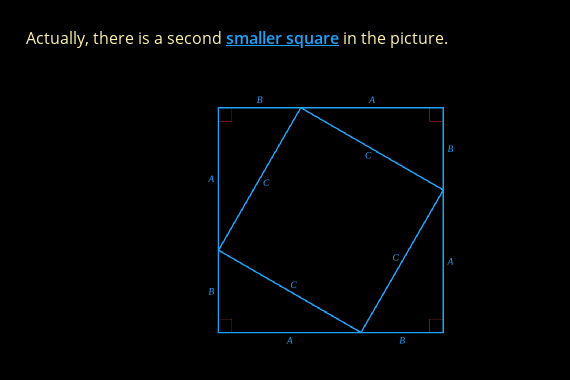 Actually, there is a second smaller square in the picture.
B A
B
A C C
C A
B C
A B